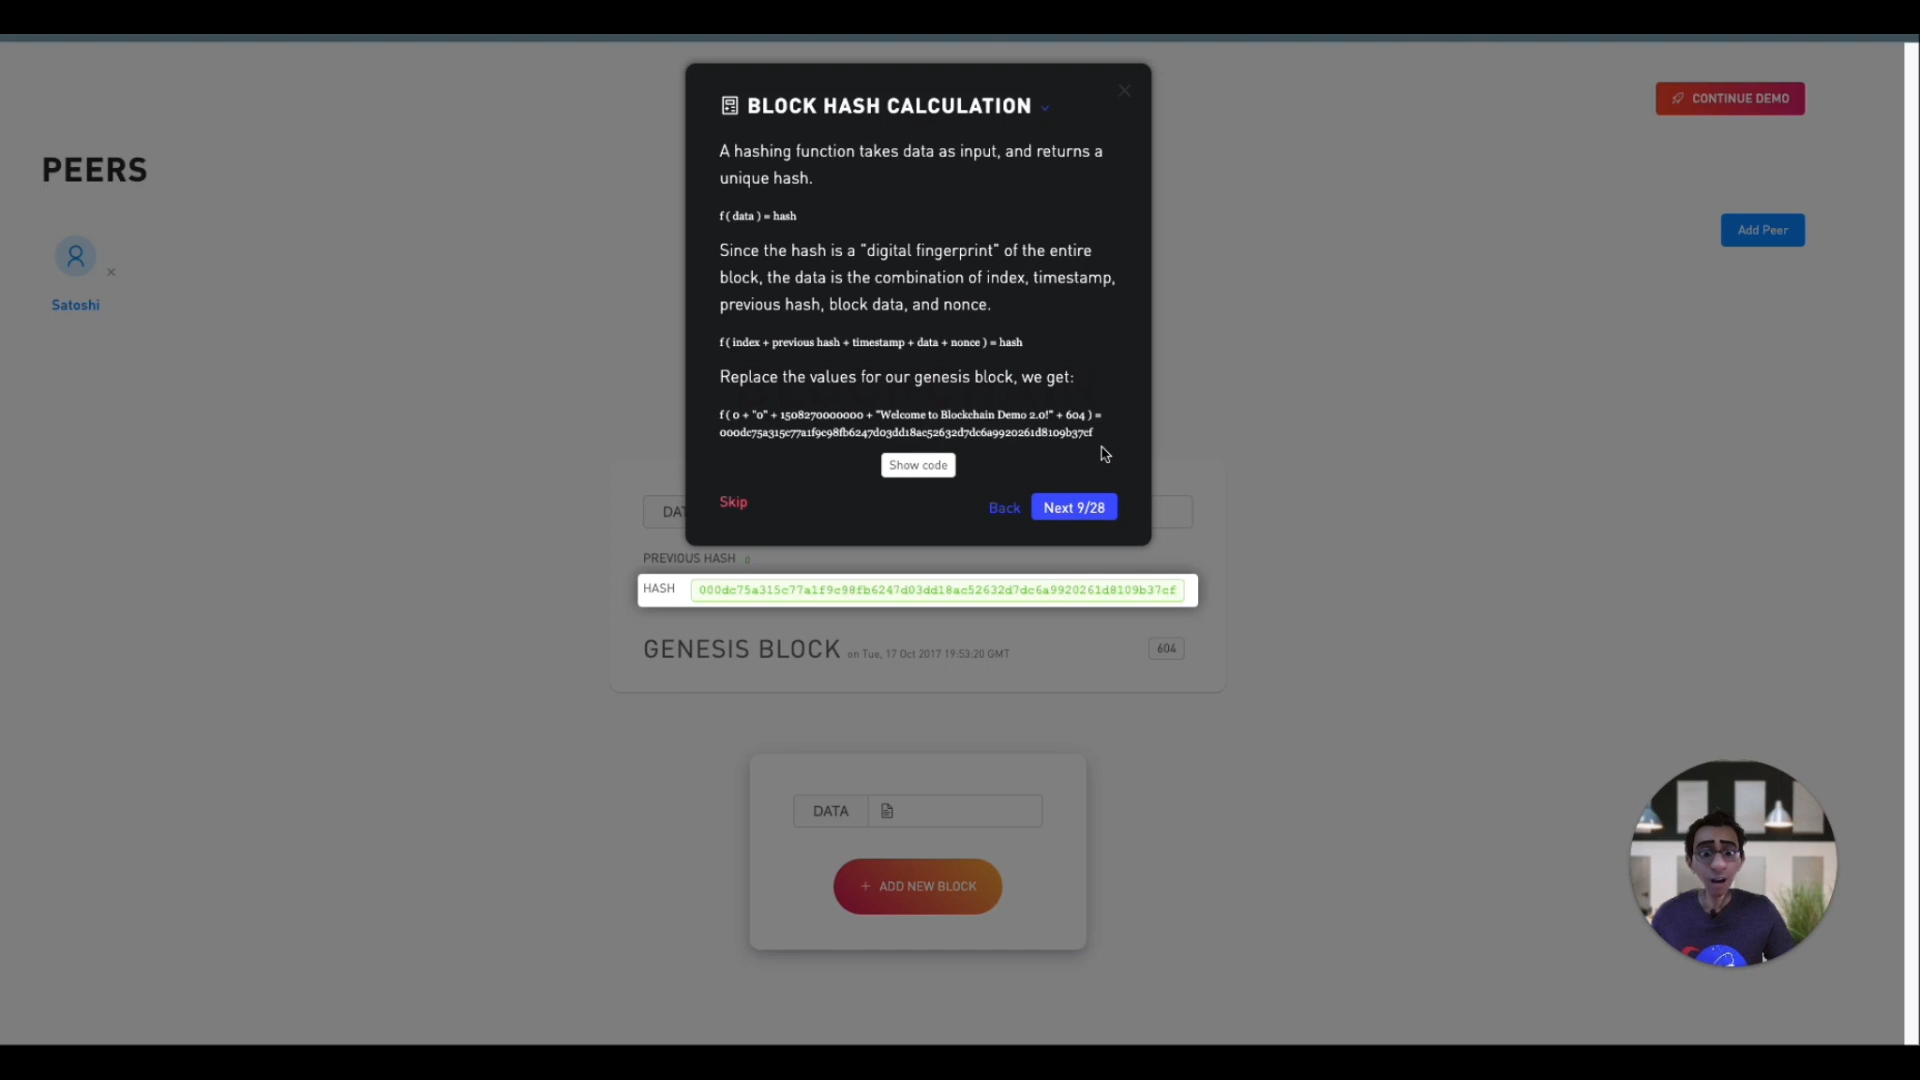 BLOCK HASH CALCULATION
CONTINUE DEMO
A hashing function takes data as input, and returns a
unique hash.
PEERS
f ( data ) = hash
Add Peer
Since the hash is a "digital fingerprint" of the entire
block, the data is the combination of index, timestamp,
previous hash, block data, and nonce.
Satoshi
f ( index + previous hash + timestamp + data + nonce ) = hash
Replace the values for our genesis block, we get:
f ( 0 + "0" + 1508270000000 + "Welcome to Blockchain Demo 2.0!" + 604 ) =
000dc75a315c77a1f9c98fb6247d03dd18ac52632d7dc6a9920261d8109b37cf
Show code
Skip
Back
Next 9/28
PREVIOUS HASH 0
HASH 000dc75a315c77a1f9c98fb6247d03dd18ac52632d7dc6a9920261d8109b37cf
GENESIS BLOCK on Tue, 17 Oct 2017 19:53:20 GMT
604
DATA
+ ADD NEW BLOCK